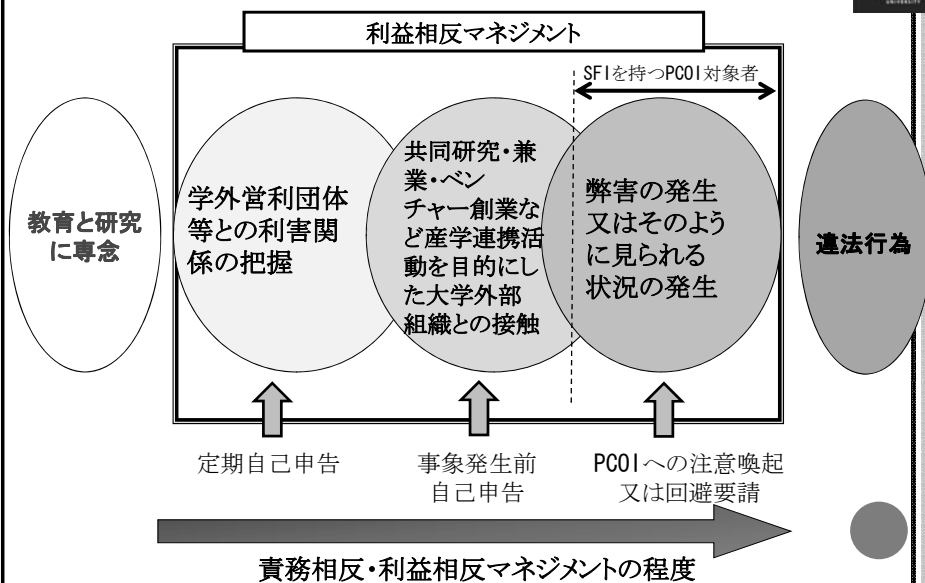 利益相反マネジメント
SFIを持つPCOI対象者
教育と研究
に専念
学外営利団体
等との利害関
係の把握
共同研究・兼
業・ベン
チャー創業な
ど産学連携活
動を目的にし
た大学外部
組織との接触
弊害の発生
又はそのよう
に見られる
状況の発生
違法行為
定期自己申告
事象発生前
自己申告
PCOIへの注意喚起
又は回避要請
責務相反・利益相反マネジメントの程度